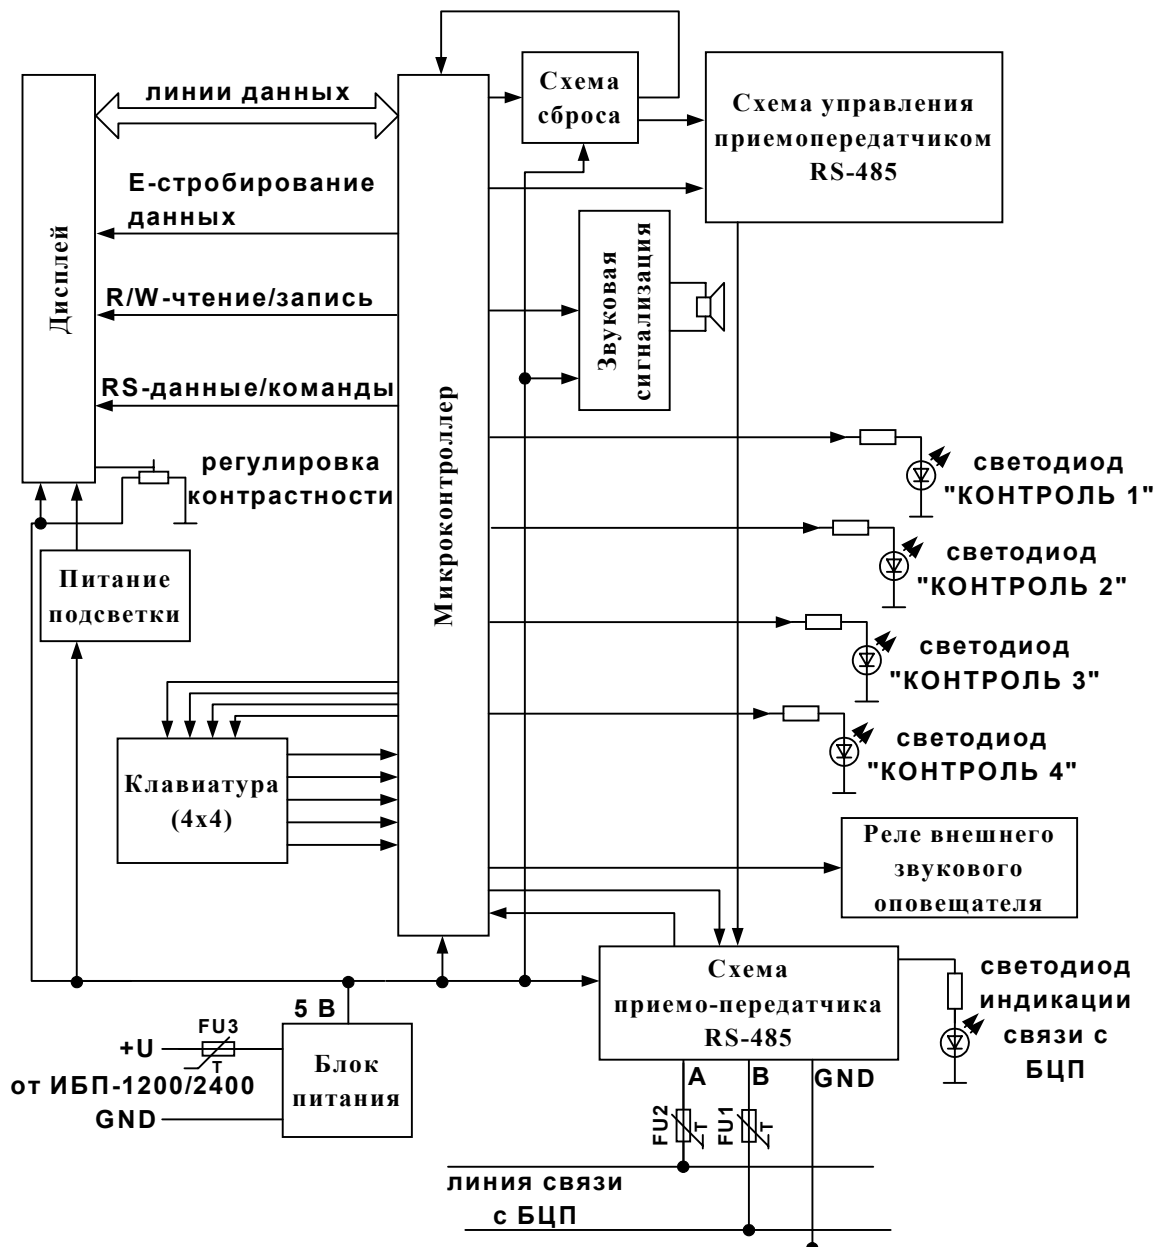 линии данных
Схема
сброса
Схема управления
приемопередатчиком
RS-485
E-стробирование
данных
Дисплей
R/W-чтение/запись
RS-данные/команды
Звуковая
сигнализация
Микроконтроллер
регулировка
контрастности
светодиод
"КОНТРОЛЬ 1"
светодиод
"КОНТРОЛЬ 2"
Питание
подсветки
светодиод
"КОНТРОЛЬ 3"
светодиод
"КОНТРОЛЬ 4"
Клавиатура
(4x4)
Реле внешнего
звукового
оповещателя
Схема
приемо-передатчика
RS-485
светодиод
индикации
связи с
БЦП
5 В
FU3
T
+U
от ИБП-1200/2400
GND
Блок
питания
A
B
GND
FU2
T
FU1
T
линия связи
с БЦП